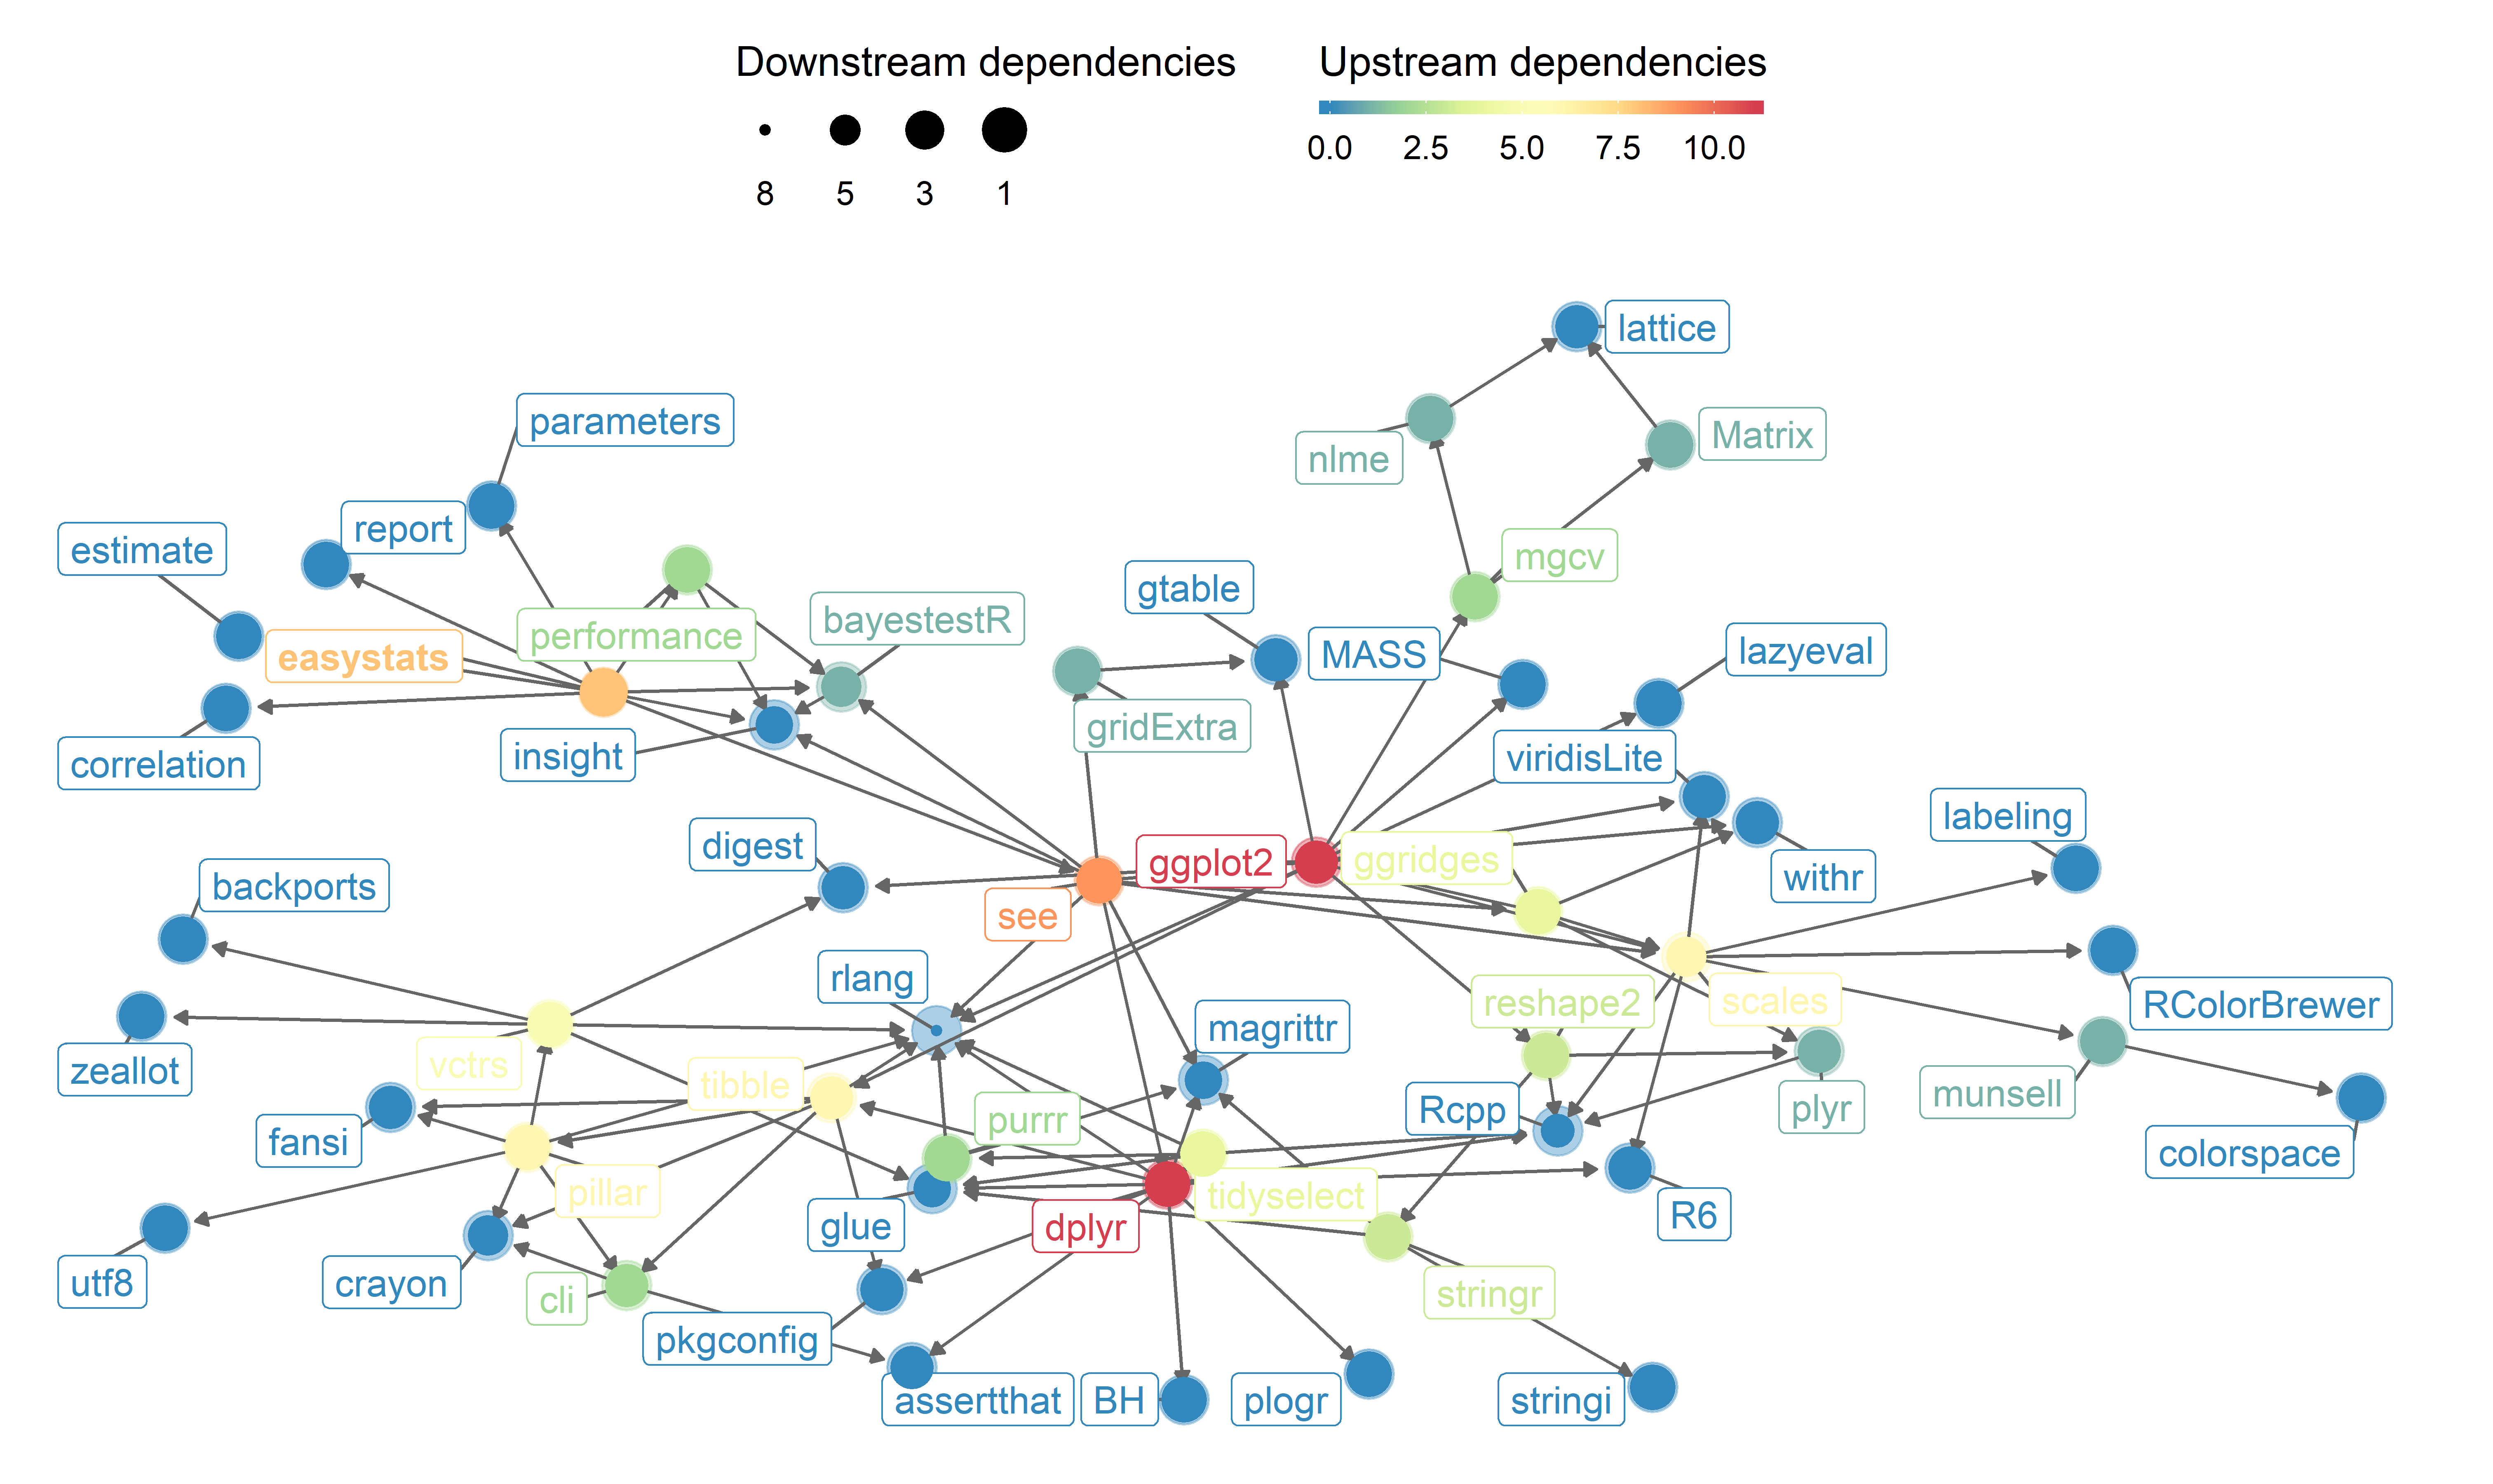 Downstream dependencies
8 5 3 1
Upstream dependencies
0.0 2.5 5.0 7.5 10.0
lattice
parameters
Matrix
nlme
report
estimate
mgcv
gtable
bayestestR
performance
MASS
lazyeval
easystats
gridExtra
insight
viridisLite
correlation
labeling
digest
ggplot2
ggridges
withr
backports
see
rlang
reshape2
scales
RColorBrewer
magrittr
vctrs
zeallot
tibble
munsell
plyr
Rcpp
purrr
fansi
colorspace
pillar
tidyselect
R6
glue
dplyr
utf8
crayon
cli
stringr
pkgconfig
assertthat
BH
plogr
stringi